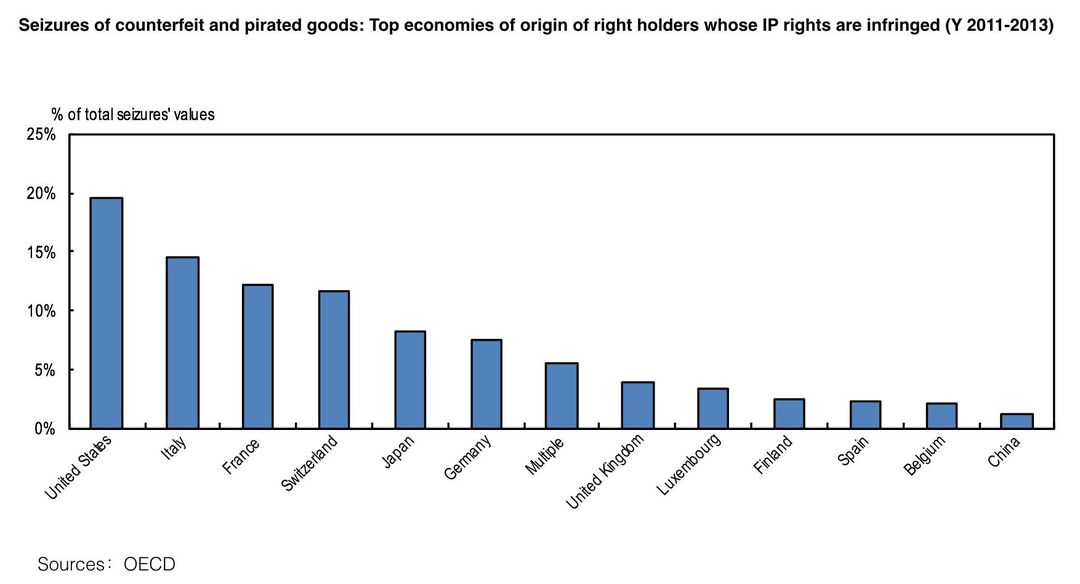 Seizures of counterfeit and pirated goods: Top economies of origin of right holders whose IP rights are infringed (Y 2011-2013)
% of total seizures' values
25%
20%
15%
10%
5%
0%
United States
Italy
France
Switzerland
Japan
Germany
Multiple
United Kingdom
Luxembourg
Finland
Spain
Belgium
China
Sources： OECD